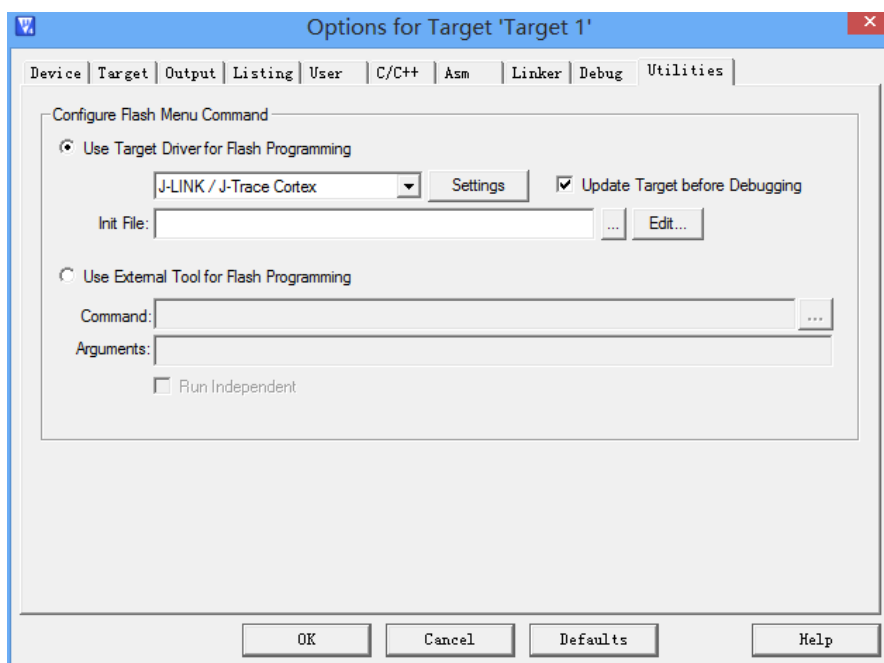 Options for Target 'Target 1'
Device Target Output Listing User C/C++ Asm Linker Debug Utilities
Configure Flash Menu Command
Use Target Driver for Flash Programming
J-LINK / J-Trace Cortex Settings Update Target before Debugging
Init File: ... Edit...
Use External Tool for Flash Programming
Command: ...
Arguments:
Run Independent
OK Cancel Defaults Help